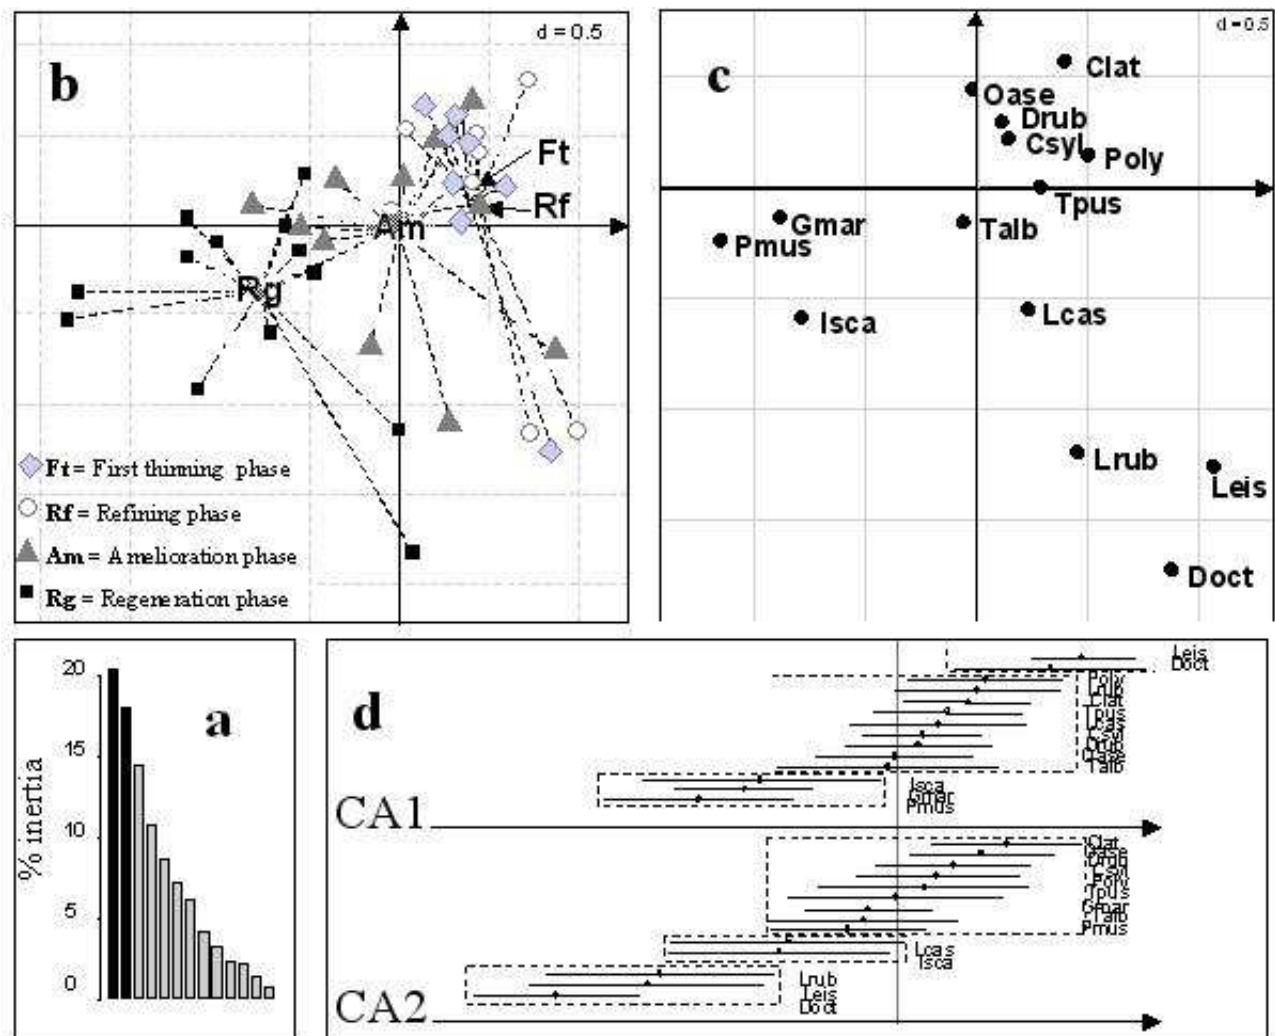 d = 0.5
b
Ft
Rf
Am
Rg
Ft = First thinning phase
Rf = Refining phase
Am = Amelioration phase
Rg = Regeneration phase
d = 0.5
c
Clat
Oase
Drub
Csyl
Poly
Tpus
Gmar
Talb
Pmus
Lcas
Isca
Lrub
Leis
Doct
a
% inertia
20
15
10
5
0
d
Leis
Doct
Poly
Lrub
Clat
Tpus
Lcas
Csyl
Drub
Oase
Talb
Isca
Gmar
Pmus
CA1
Clat
Oase
Drub
Csyl
Poly
Tpus
Gmar
Talb
Pmus
Lcas
Isca
Lrub
Leis
Doct
CA2